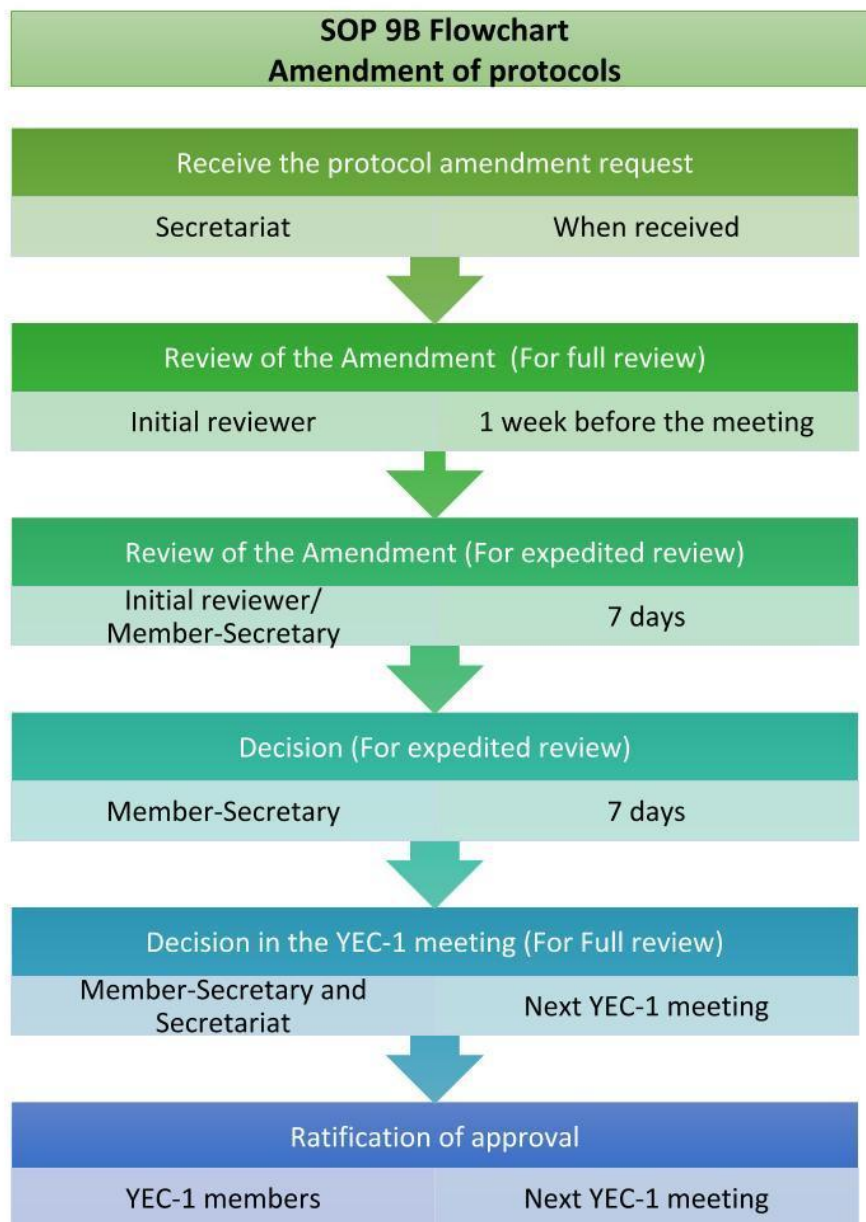 SOP 9B Flowchart
Amendment of protocols
Receive the protocol amendment request
Secretariat
When received
Review of the Amendment  (For full review)
Initial reviewer
1 week before the meeting
Review of the Amendment (For expedited review)
Initial reviewer/
Member-Secretary
7 days
Decision (For expedited review)
Member-Secretary
7 days
Decision in the YEC-1 meeting (For Full review)
Member-Secretary and
Secretariat
Next YEC-1 meeting
Ratification of approval
YEC-1 members
Next YEC-1 meeting